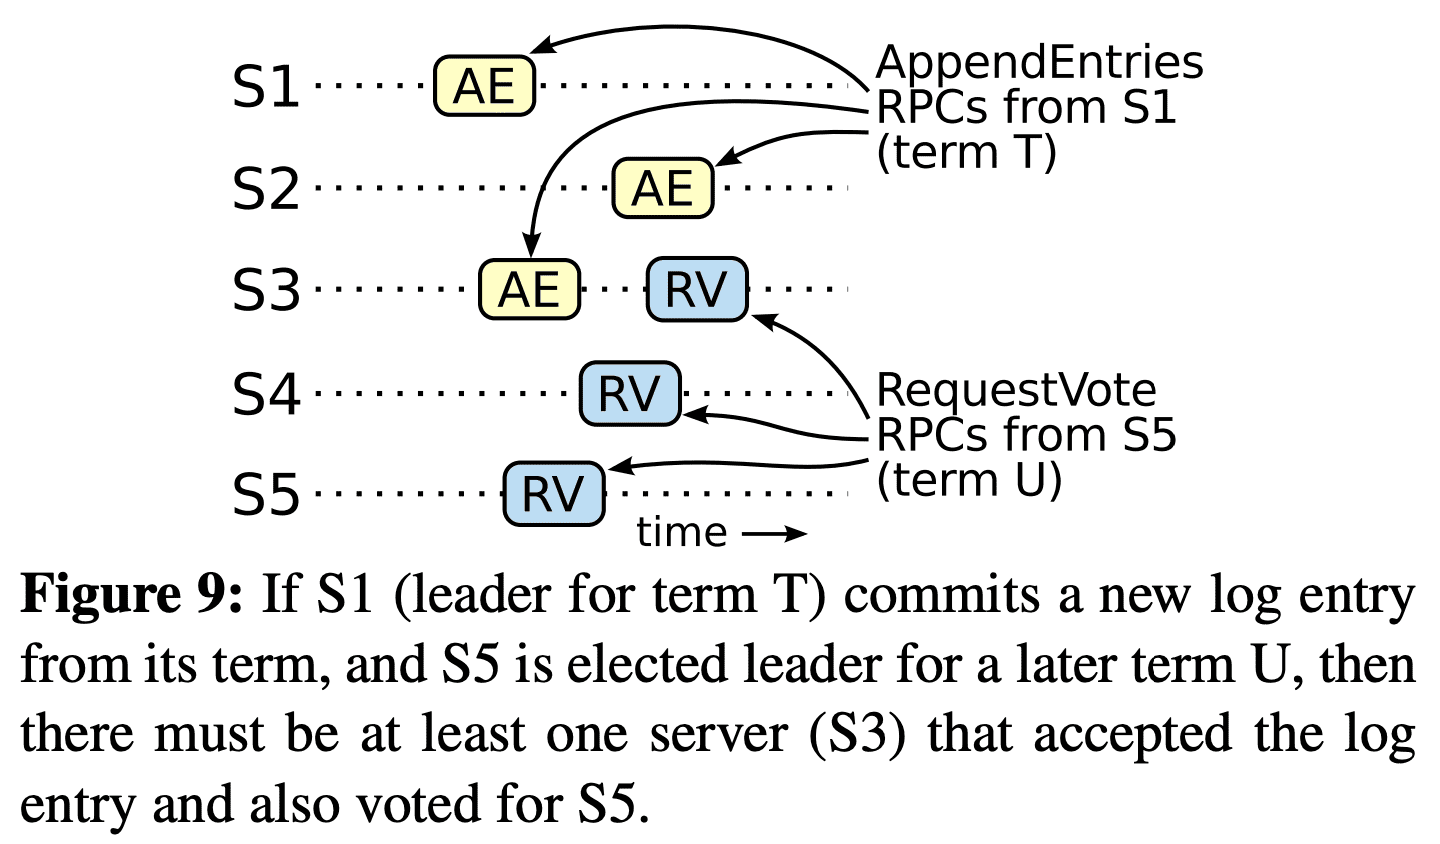 S1 AE
AppendEntries
RPCs from S1
(term T)
S2 AE
S3 AE RV
S4 RV
RequestVote
RPCs from S5
(term U)
S5 RV
time
Figure 9: If S1 (leader for term T) commits a new log entry
from its term, and S5 is elected leader for a later term U, then
there must be at least one server (S3) that accepted the log
entry and also voted for S5.